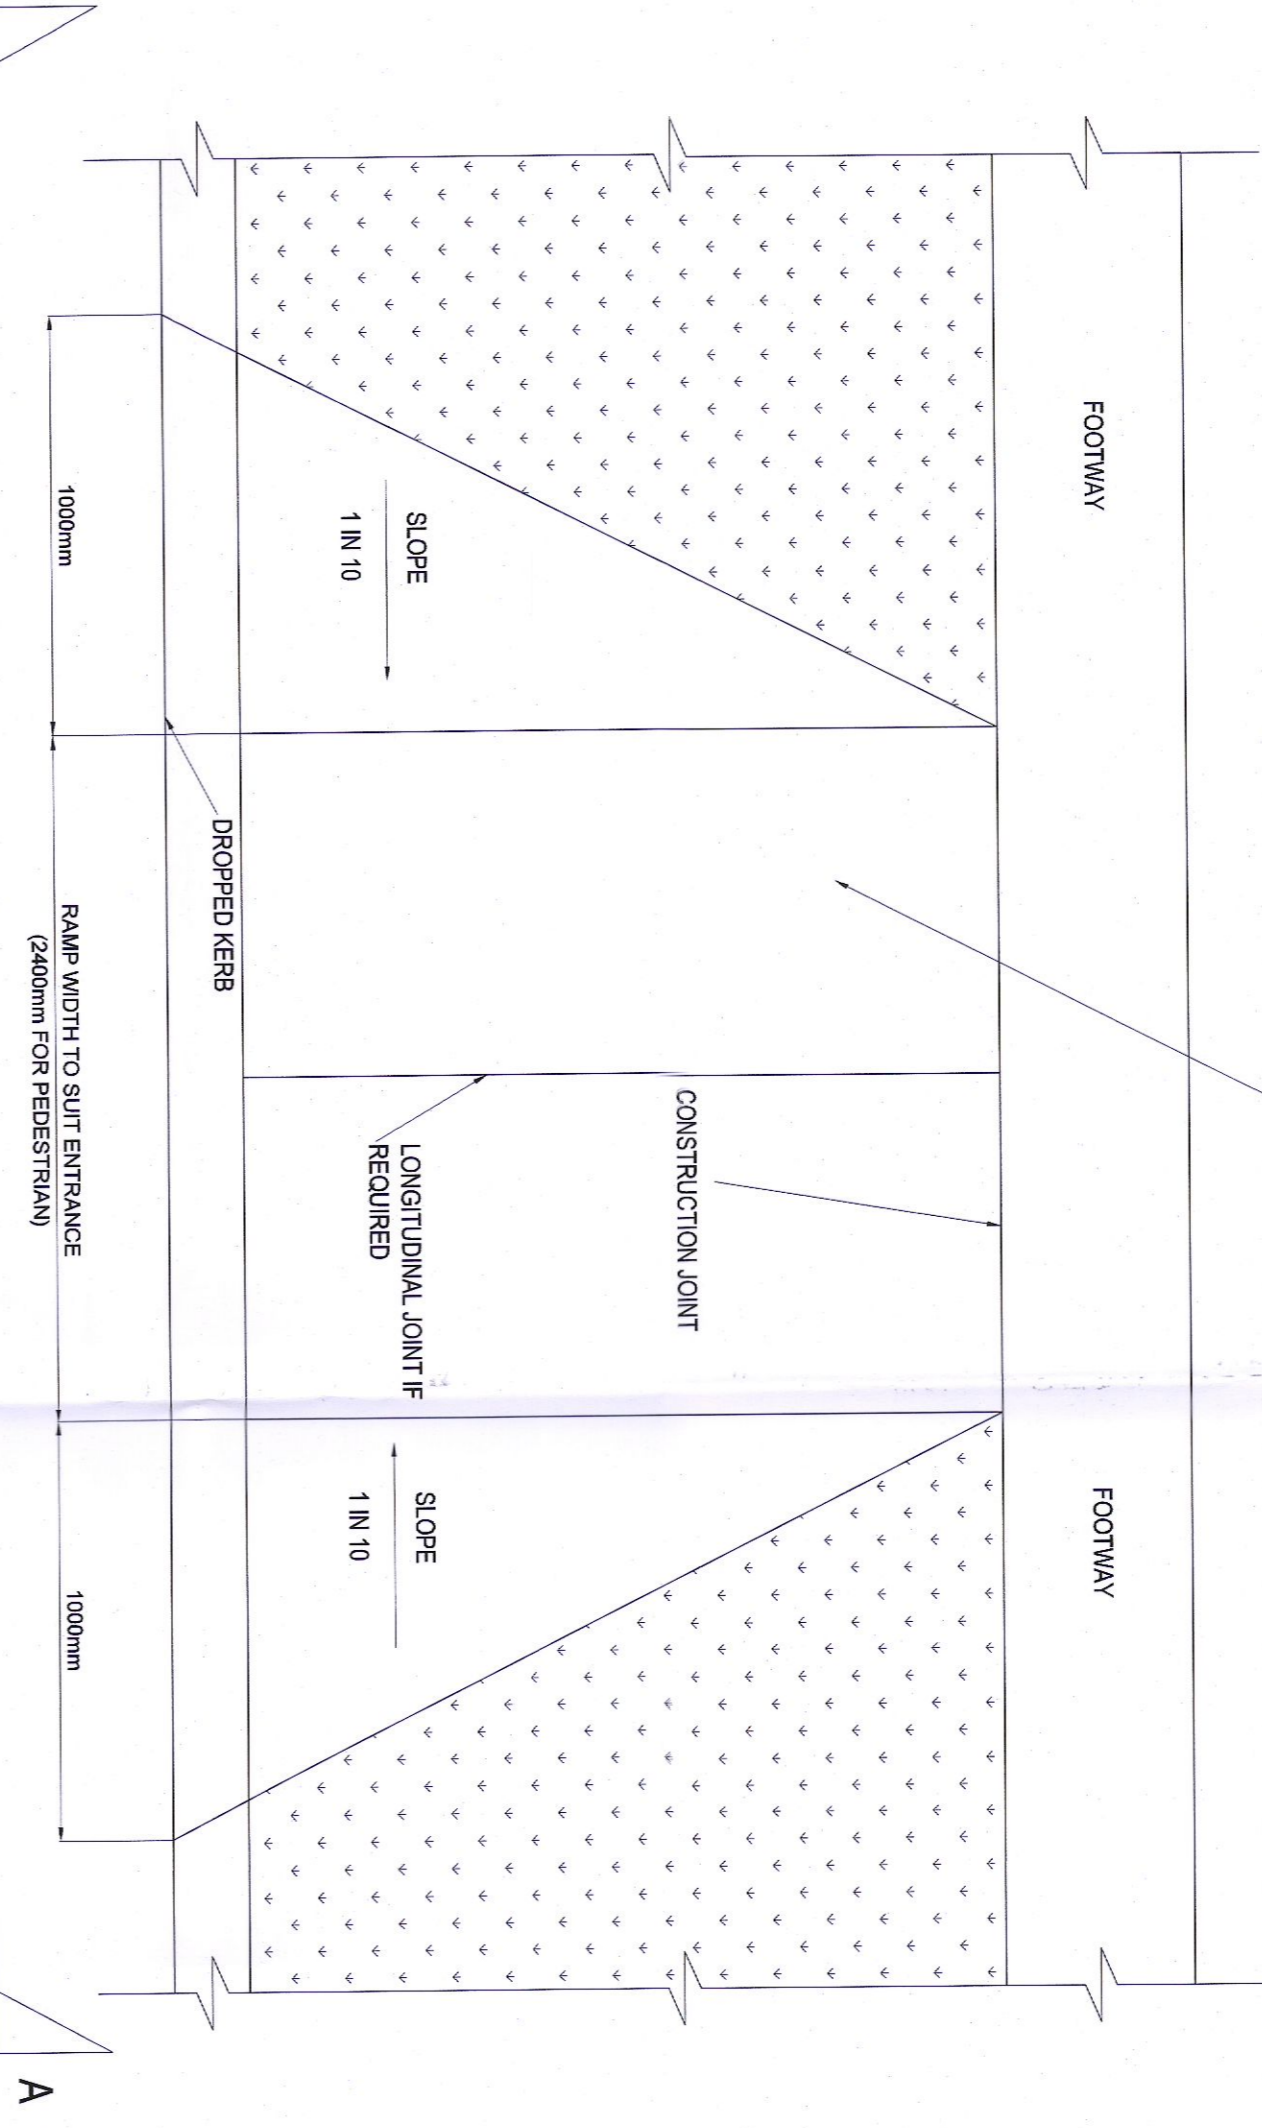 FOOTWAY
FOOTWAY
CONSTRUCTION JOINT
SLOPE
1 IN 10
LONGITUDINAL JOINT IF
REQUIRED
SLOPE
1 IN 10
DROPPED KERB
1000mm
RAMP WIDTH TO SUIT ENTRANCE
(2400mm FOR PEDESTRIAN)
1000mm
A